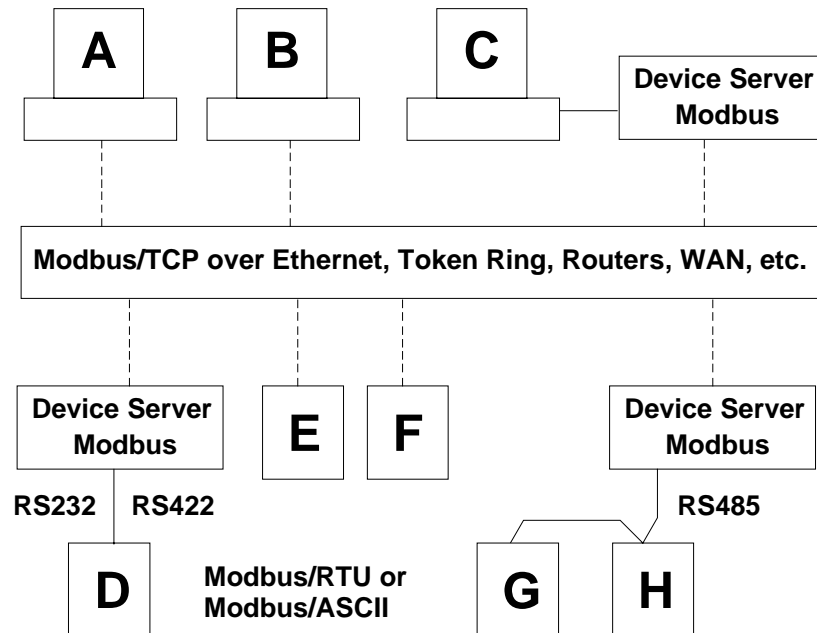 A
B
C
Device Server
Modbus
Modbus/TCP over Ethernet, Token Ring, Routers, WAN, etc.
Device Server
Modbus
E
F
Device Server
Modbus
RS232
RS422
RS485
D
Modbus/RTU or
Modbus/ASCII
G
H